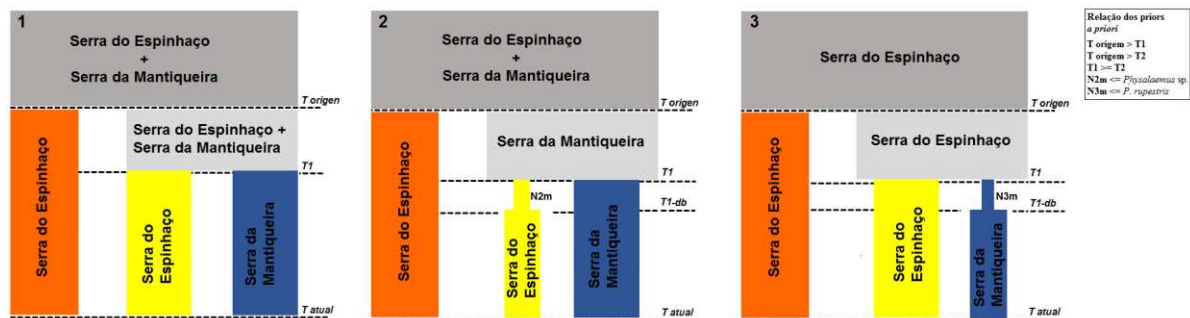 1
Serra do Espinhaço
+
Serra da Mantiqueira
T origen
Serra do Espinhaço
Serra do Espinhaço +
Serra da Mantiqueira
T1
Serra do
Espinhaço
Serra da
Mantiqueira
T atual
2
Serra do Espinhaço
+
Serra da Mantiqueira
T origen
Serra do Espinhaço
Serra da Mantiqueira
T1
N2m
T1-db
Serra do
Espinhaço
Serra da
Mantiqueira
T atual
3
Serra do Espinhaço
T origen
Serra do Espinhaço
Serra do Espinhaço
T1
N3m
T1-db
Serra do
Espinhaço
Serra da
Mantiqueira
T atual
Relação dos priors
a priori
T origem > T1
T origem > T2
T1 >= T2
N2m <= Physalaemus sp.
N3m <= P. rupestris